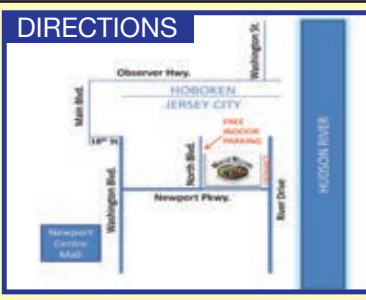 DIRECTIONS
Washington St.
Observer Hwy.
HOBOKEN
JERSEY CITY
Main Blvd.
FREE
INDOOR
PARKING
18th St.
Washington Blvd.
North Blvd.
Newport Pkwy.
River Drive
HUDSON RIVER
Newport
Centre
Mall